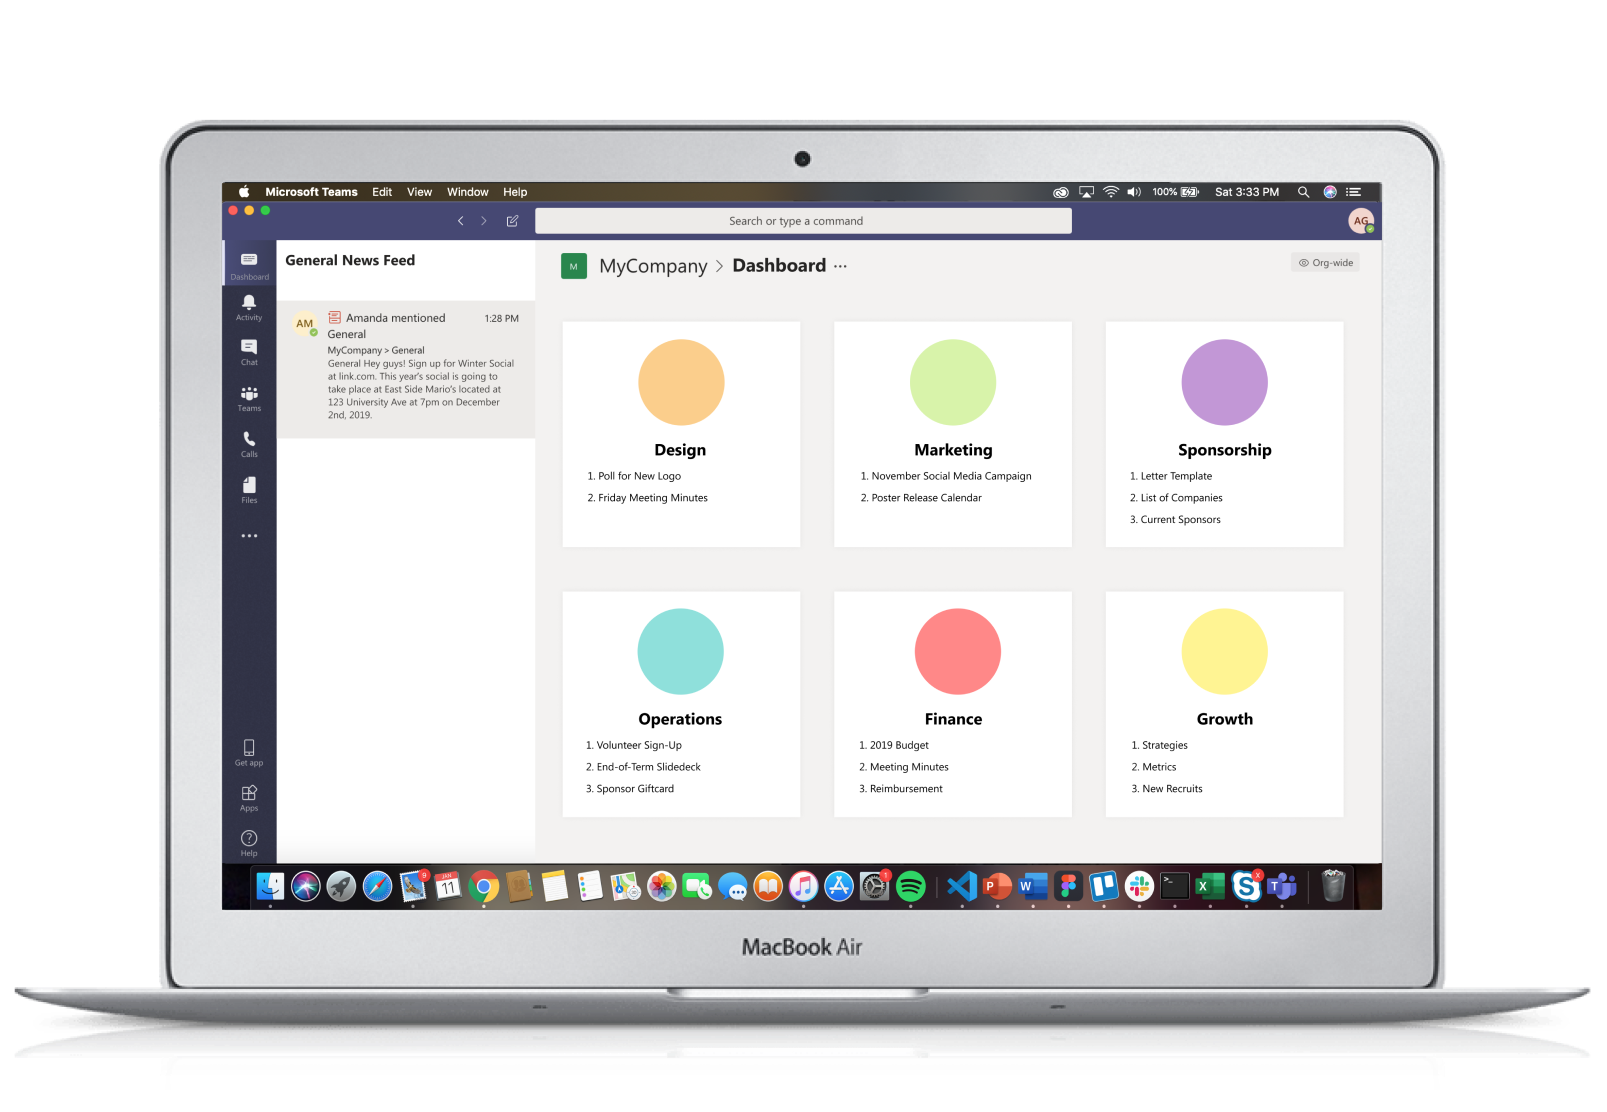 Microsoft Teams Edit View Window Help
100% Sat 3:33 PM
Search or type a command
AG
Dashboard
Activity
Chat
Teams
Calls
Files
Get app
Apps
Help
General News Feed
AM
Amanda mentioned 1:28 PM
General
MyCompany > General
General Hey guys! Sign up for Winter Social
at link.com. This year's social is going to
take place at East Side Mario's located at
123 University Ave at 7pm on December
2nd, 2019.
M MyCompany > Dashboard ...
Org-wide
Design
1. Poll for New Logo
2. Friday Meeting Minutes
Marketing
1. November Social Media Campaign
2. Poster Release Calendar
Sponsorship
1. Letter Template
2. List of Companies
3. Current Sponsors
Operations
1. Volunteer Sign-Up
2. End-of-Term Slidedeck
3. Sponsor Giftcard
Finance
1. 2019 Budget
2. Meeting Minutes
3. Reimbursement
Growth
1. Strategies
2. Metrics
3. New Recruits
9
JAN
11
1
P
W
X
S
X
T
MacBook Air